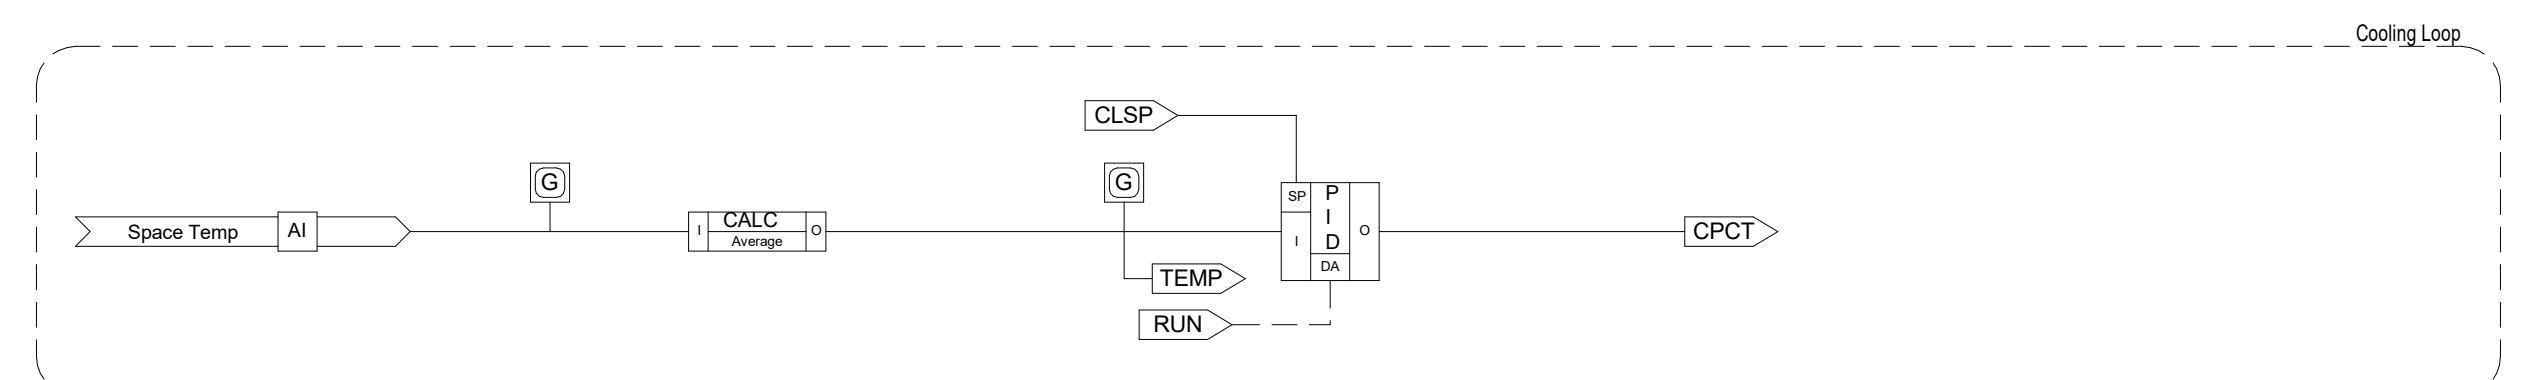 Cooling Loop
CLSP
G
G
Space Temp
AI
I
CALC
Average
O
SP
I
P
I
D
DA
O
CPCT
TEMP
RUN